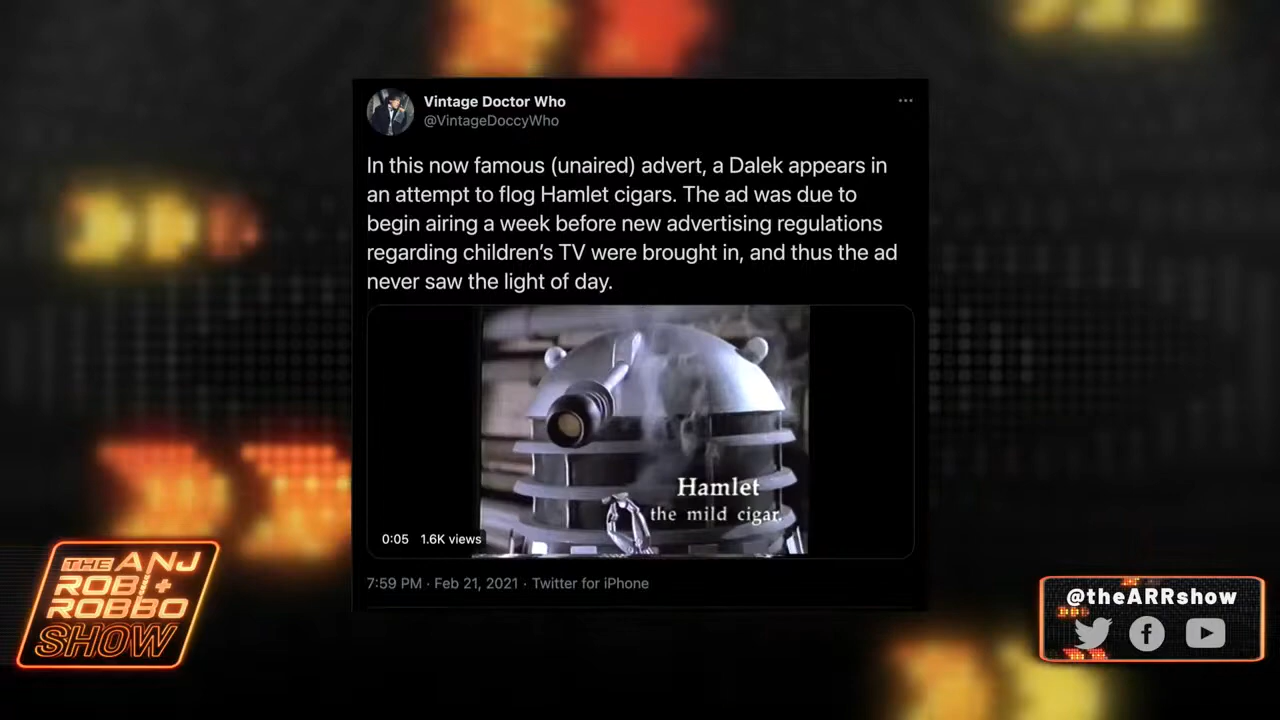 Vintage Doctor Who
@VintageDoccyWho
In this now famous (unaired) advert, a Dalek appears in
an attempt to flog Hamlet cigars. The ad was due to
begin airing a week before new advertising regulations
regarding children’s TV were brought in, and thus the ad
never saw the light of day.
Hamlet
the mild cigar.
0:05 1.6K views
7:59 PM · Feb 21, 2021 · Twitter for iPhone
THE ANJ
ROBI +
ROBBO
SHOW
@theARRshow